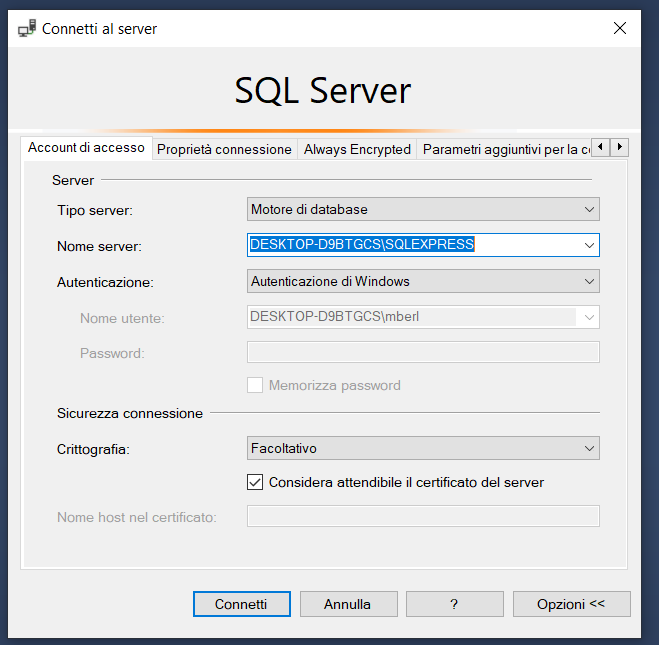 Connetti al server
SQL Server
Account di accesso
Proprietà connessione
Always Encrypted
Parametri aggiuntivi per la
Server
Tipo server:
Motore di database
Nome server:
DESKTOP-D9BTGCS\SQLEXPRESS
Autenticazione:
Autenticazione di Windows
Nome utente:
DESKTOP-D9BTGCS\mberl
Password:
Memorizza password
Sicurezza connessione
Crittografia:
Facoltativo
Considera attendibile il certificato del server
Nome host nel certificato:
Connetti
Annulla
?
Opzioni <<